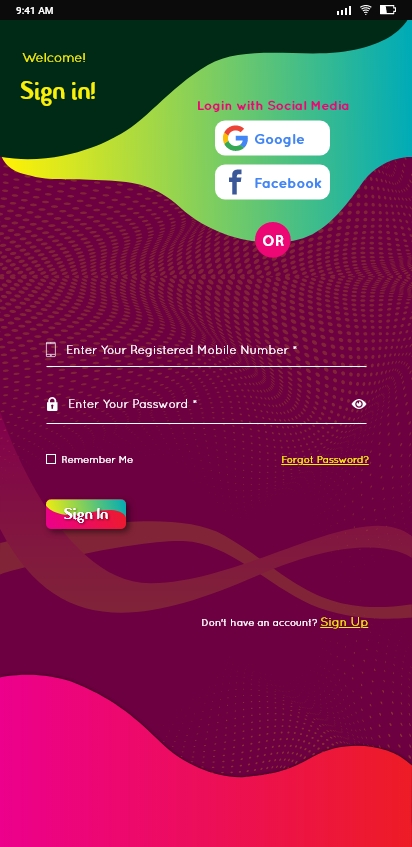 9:41 AM
Welcome!
Sign in!
Login with Social Media
Google
Facebook
OR
Enter Your Registered Mobile Number *
Enter Your Password *
Remember Me
Forgot Password?
Sign In
Don't have an account? Sign Up